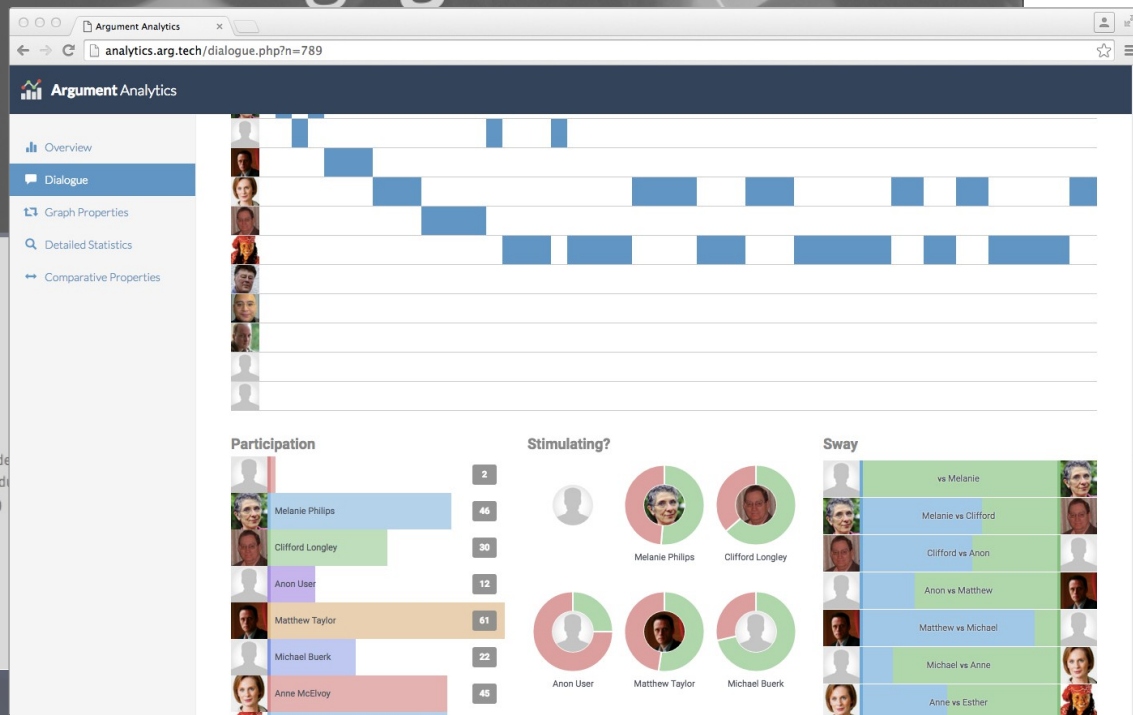 Argument Analytics
analytics.arg.tech/dialogue.php?n=789
Argument Analytics
Overview
Dialogue
Graph Properties
Detailed Statistics
Comparative Properties
Participation
2
Melanie Philips 46
Clifford Longley 30
Anon User 12
Matthew Taylor 61
Michael Buerk 22
Anne McElvoy 45
Stimulating?
Melanie Philips
Clifford Longley
Anon User
Matthew Taylor
Michael Buerk
Sway
vs Melanie
Melanie vs Clifford
Clifford vs Anon
Anon vs Matthew
Matthew vs Michael
Michael vs Anne
Anne vs Esther